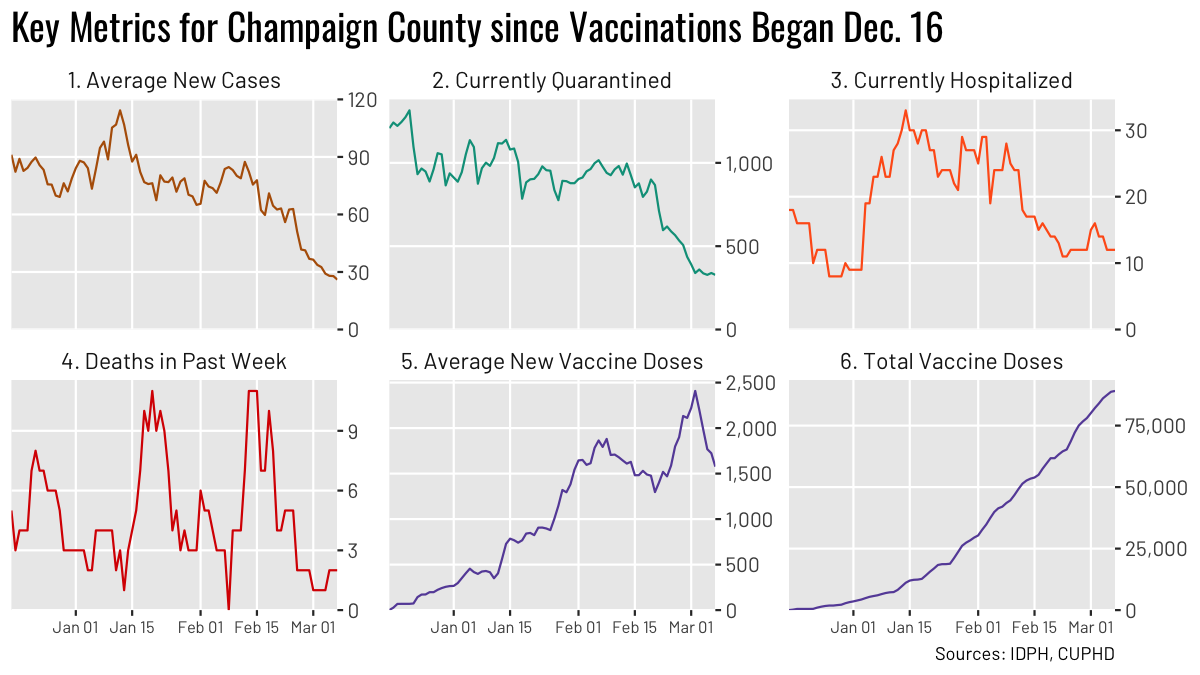 Key Metrics for Champaign County since Vaccinations Began Dec. 16
1. Average New Cases
120
90
60
30
0
2. Currently Quarantined
1,000
500
0
3. Currently Hospitalized
30
20
10
0
4. Deaths in Past Week
9
6
3
0
Jan 01 Jan 15 Feb 01 Feb 15 Mar 01
5. Average New Vaccine Doses
2,500
2,000
1,500
1,000
500
0
Jan 01 Jan 15 Feb 01 Feb 15 Mar 01
6. Total Vaccine Doses
75,000
50,000
25,000
0
Jan 01 Jan 15 Feb 01 Feb 15 Mar 01
Sources: IDPH, CUPHD